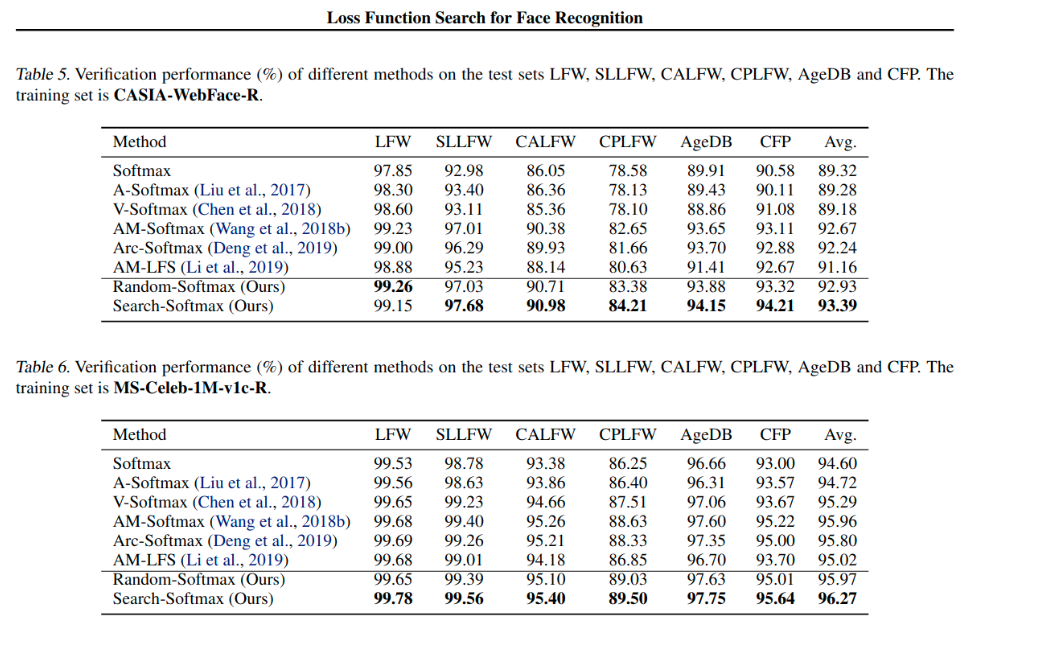 Loss Function Search for Face Recognition
Table 5. Verification performance (%) of different methods on the test sets LFW, SLLFW, CALFW, CPLFW, AgeDB and CFP. The
training set is CASIA-WebFace-R.
Method LFW SLLFW CALFW CPLFW AgeDB CFP Avg.
Softmax 97.85 92.98 86.05 78.58 89.91 90.58 89.32
A-Softmax (Liu et al., 2017) 98.30 93.40 86.36 78.13 89.43 90.11 89.28
V-Softmax (Chen et al., 2018) 98.60 93.11 85.36 78.10 88.86 91.08 89.18
AM-Softmax (Wang et al., 2018b) 99.23 97.01 90.38 82.65 93.65 93.11 92.67
Arc-Softmax (Deng et al., 2019) 99.00 96.29 89.93 81.66 93.70 92.88 92.24
AM-LFS (Li et al., 2019) 98.88 95.23 88.14 80.63 91.41 92.67 91.16
Random-Softmax (Ours) 99.26 97.03 90.71 83.38 93.88 93.32 92.93
Search-Softmax (Ours) 99.15 97.68 90.98 84.21 94.15 94.21 93.39
Table 6. Verification performance (%) of different methods on the test sets LFW, SLLFW, CALFW, CPLFW, AgeDB and CFP. The
training set is MS-Celeb-1M-v1c-R.
Method LFW SLLFW CALFW CPLFW AgeDB CFP Avg.
Softmax 99.53 98.78 93.38 86.25 96.66 93.00 94.60
A-Softmax (Liu et al., 2017) 99.56 98.63 93.86 86.40 96.31 93.57 94.72
V-Softmax (Chen et al., 2018) 99.65 99.23 94.66 87.51 97.06 93.67 95.29
AM-Softmax (Wang et al., 2018b) 99.68 99.40 95.26 88.63 97.60 95.22 95.96
Arc-Softmax (Deng et al., 2019) 99.69 99.26 95.21 88.33 97.35 95.00 95.80
AM-LFS (Li et al., 2019) 99.68 99.01 94.18 86.85 96.70 93.70 95.02
Random-Softmax (Ours) 99.65 99.39 95.10 89.03 97.63 95.01 95.97
Search-Softmax (Ours) 99.78 99.56 95.40 89.50 97.75 95.64 96.27